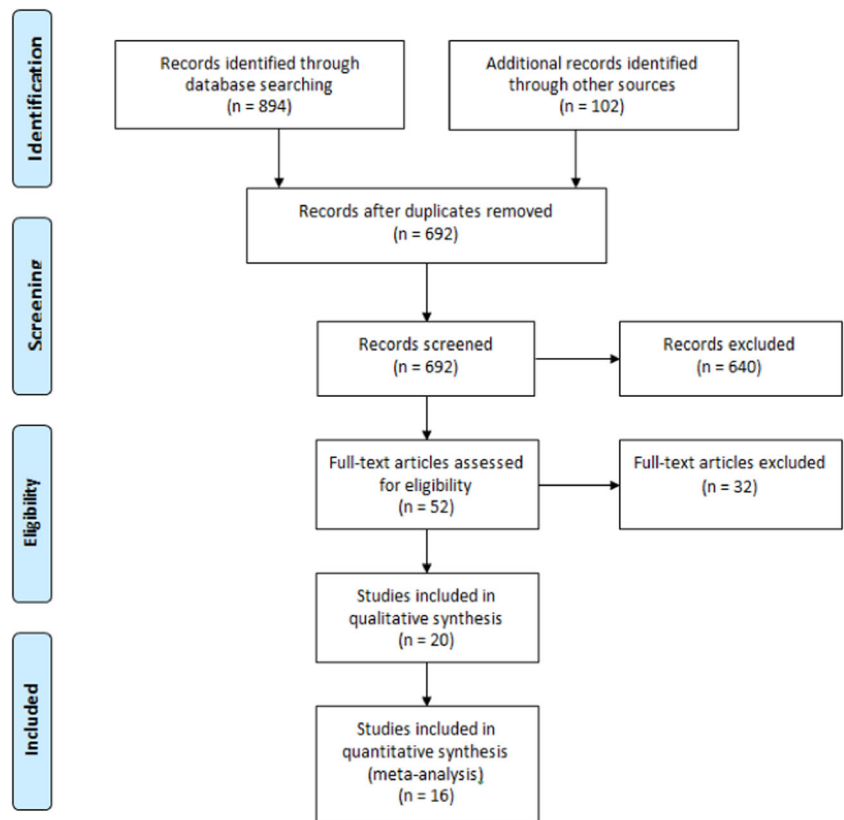 Identification
Records identified through
database searching
(n = 894)
Additional records identified
through other sources
(n = 102)
Records after duplicates removed
(n = 692)
Screening
Records screened
(n = 692)
Records excluded
(n = 640)
Eligibility
Full-text articles assessed
for eligibility
(n = 52)
Full-text articles excluded
(n = 32)
Studies included in
qualitative synthesis
(n = 20)
Included
Studies included in
quantitative synthesis
(meta-analysis)
(n = 16)